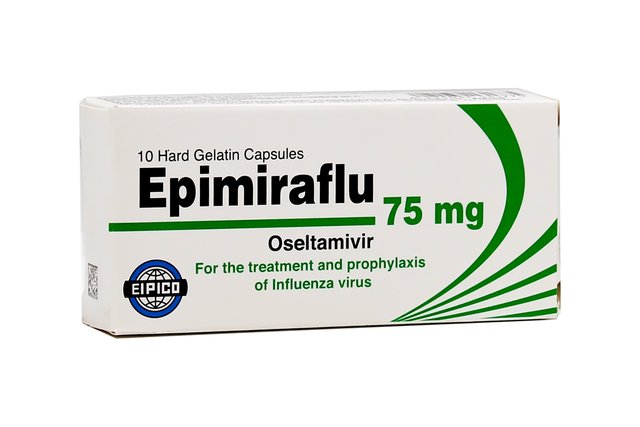 10 Hard Gelatin Capsules
Epimiraflu
75 mg
Oseltamivir
For the treatment and prophylaxis
of Influenza virus
EIPICO